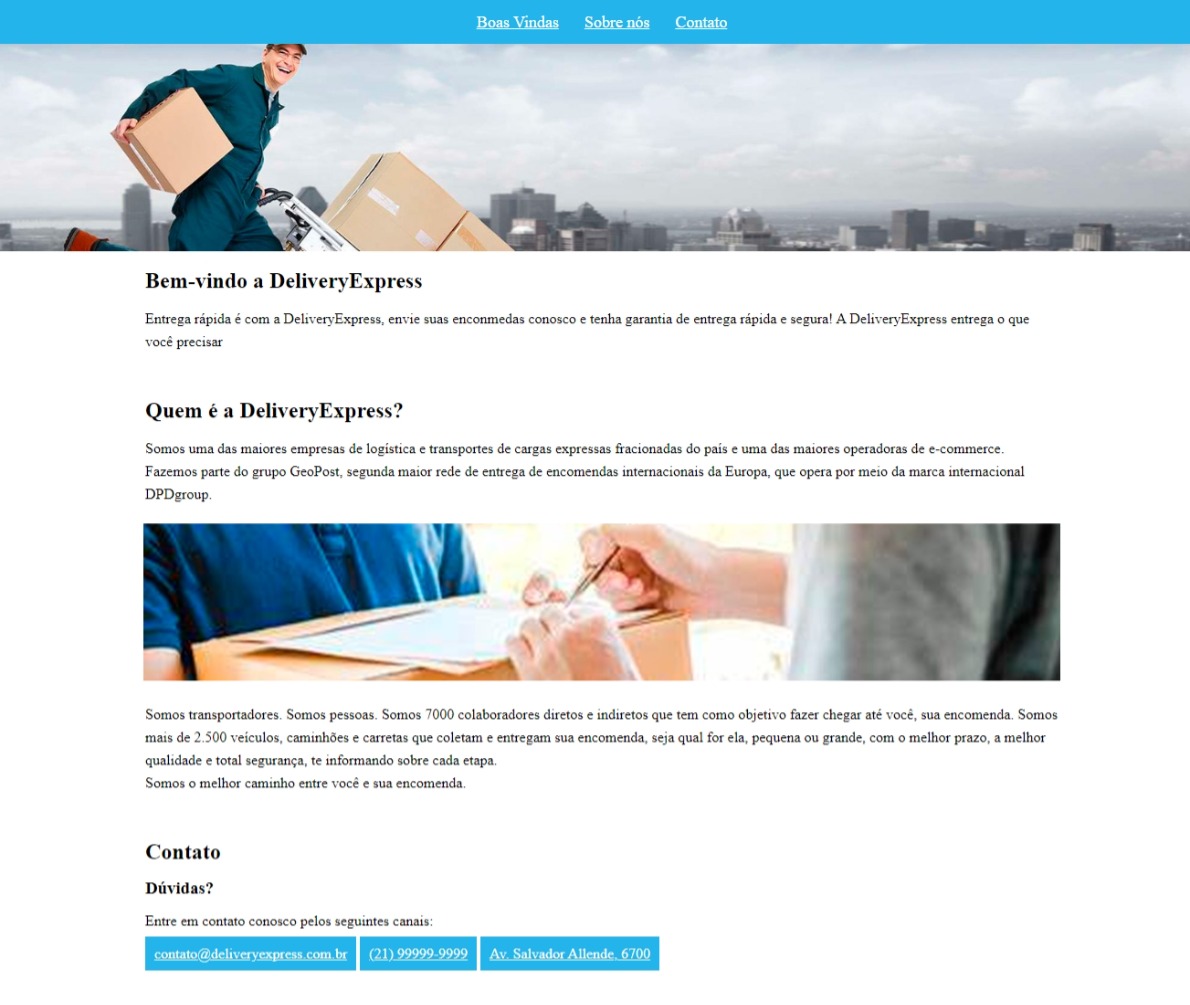 Boas Vindas Sobre nós Contato
Bem-vindo a DeliveryExpress
Entrega rápida é com a DeliveryExpress, envie suas enconmedas conosco e tenha garantia de entrega rápida e segura! A DeliveryExpress entrega o que
você precisar
Quem é a DeliveryExpress?
Somos uma das maiores empresas de logística e transportes de cargas expressas fracionadas do país e uma das maiores operadoras de e-commerce.
Fazemos parte do grupo GeoPost, segunda maior rede de entrega de encomendas internacionais da Europa, que opera por meio da marca internacional
DPDgroup.
Somos transportadores. Somos pessoas. Somos 7000 colaboradores diretos e indiretos que tem como objetivo fazer chegar até você, sua encomenda. Somos
mais de 2.500 veículos, caminhões e carretas que coletam e entregam sua encomenda, seja qual for ela, pequena ou grande, com o melhor prazo, a melhor
qualidade e total segurança, te informando sobre cada etapa.
Somos o melhor caminho entre você e sua encomenda.
Contato
Dúvidas?
Entre em contato conosco pelos seguintes canais:
contato@deliveryexpress.com.br (21) 99999-9999 Av. Salvador Allende, 6700